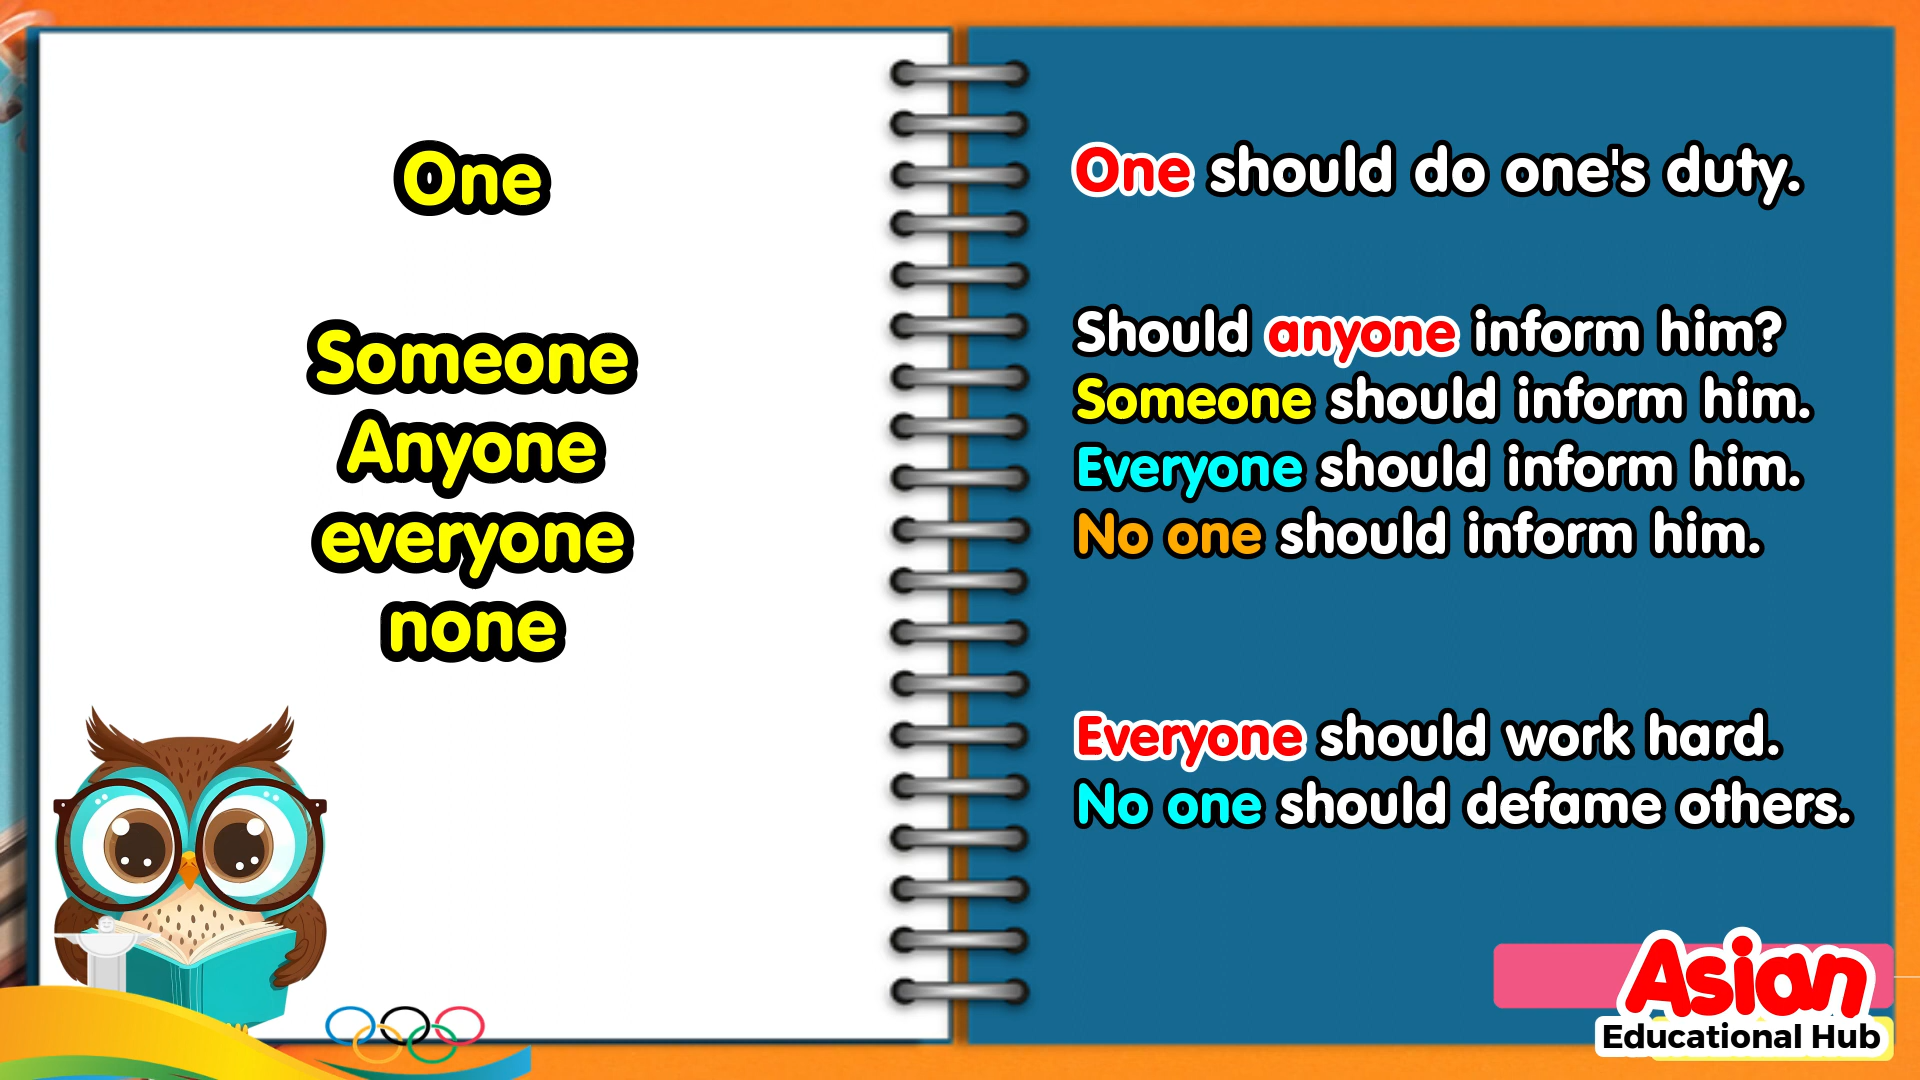 One
Someone
Anyone
everyone
none
One should do one's duty.
Should anyone inform him?
Someone should inform him.
Everyone should inform him.
No one should inform him.
Everyone should work hard.
No one should defame others.
Asian
Educational Hub